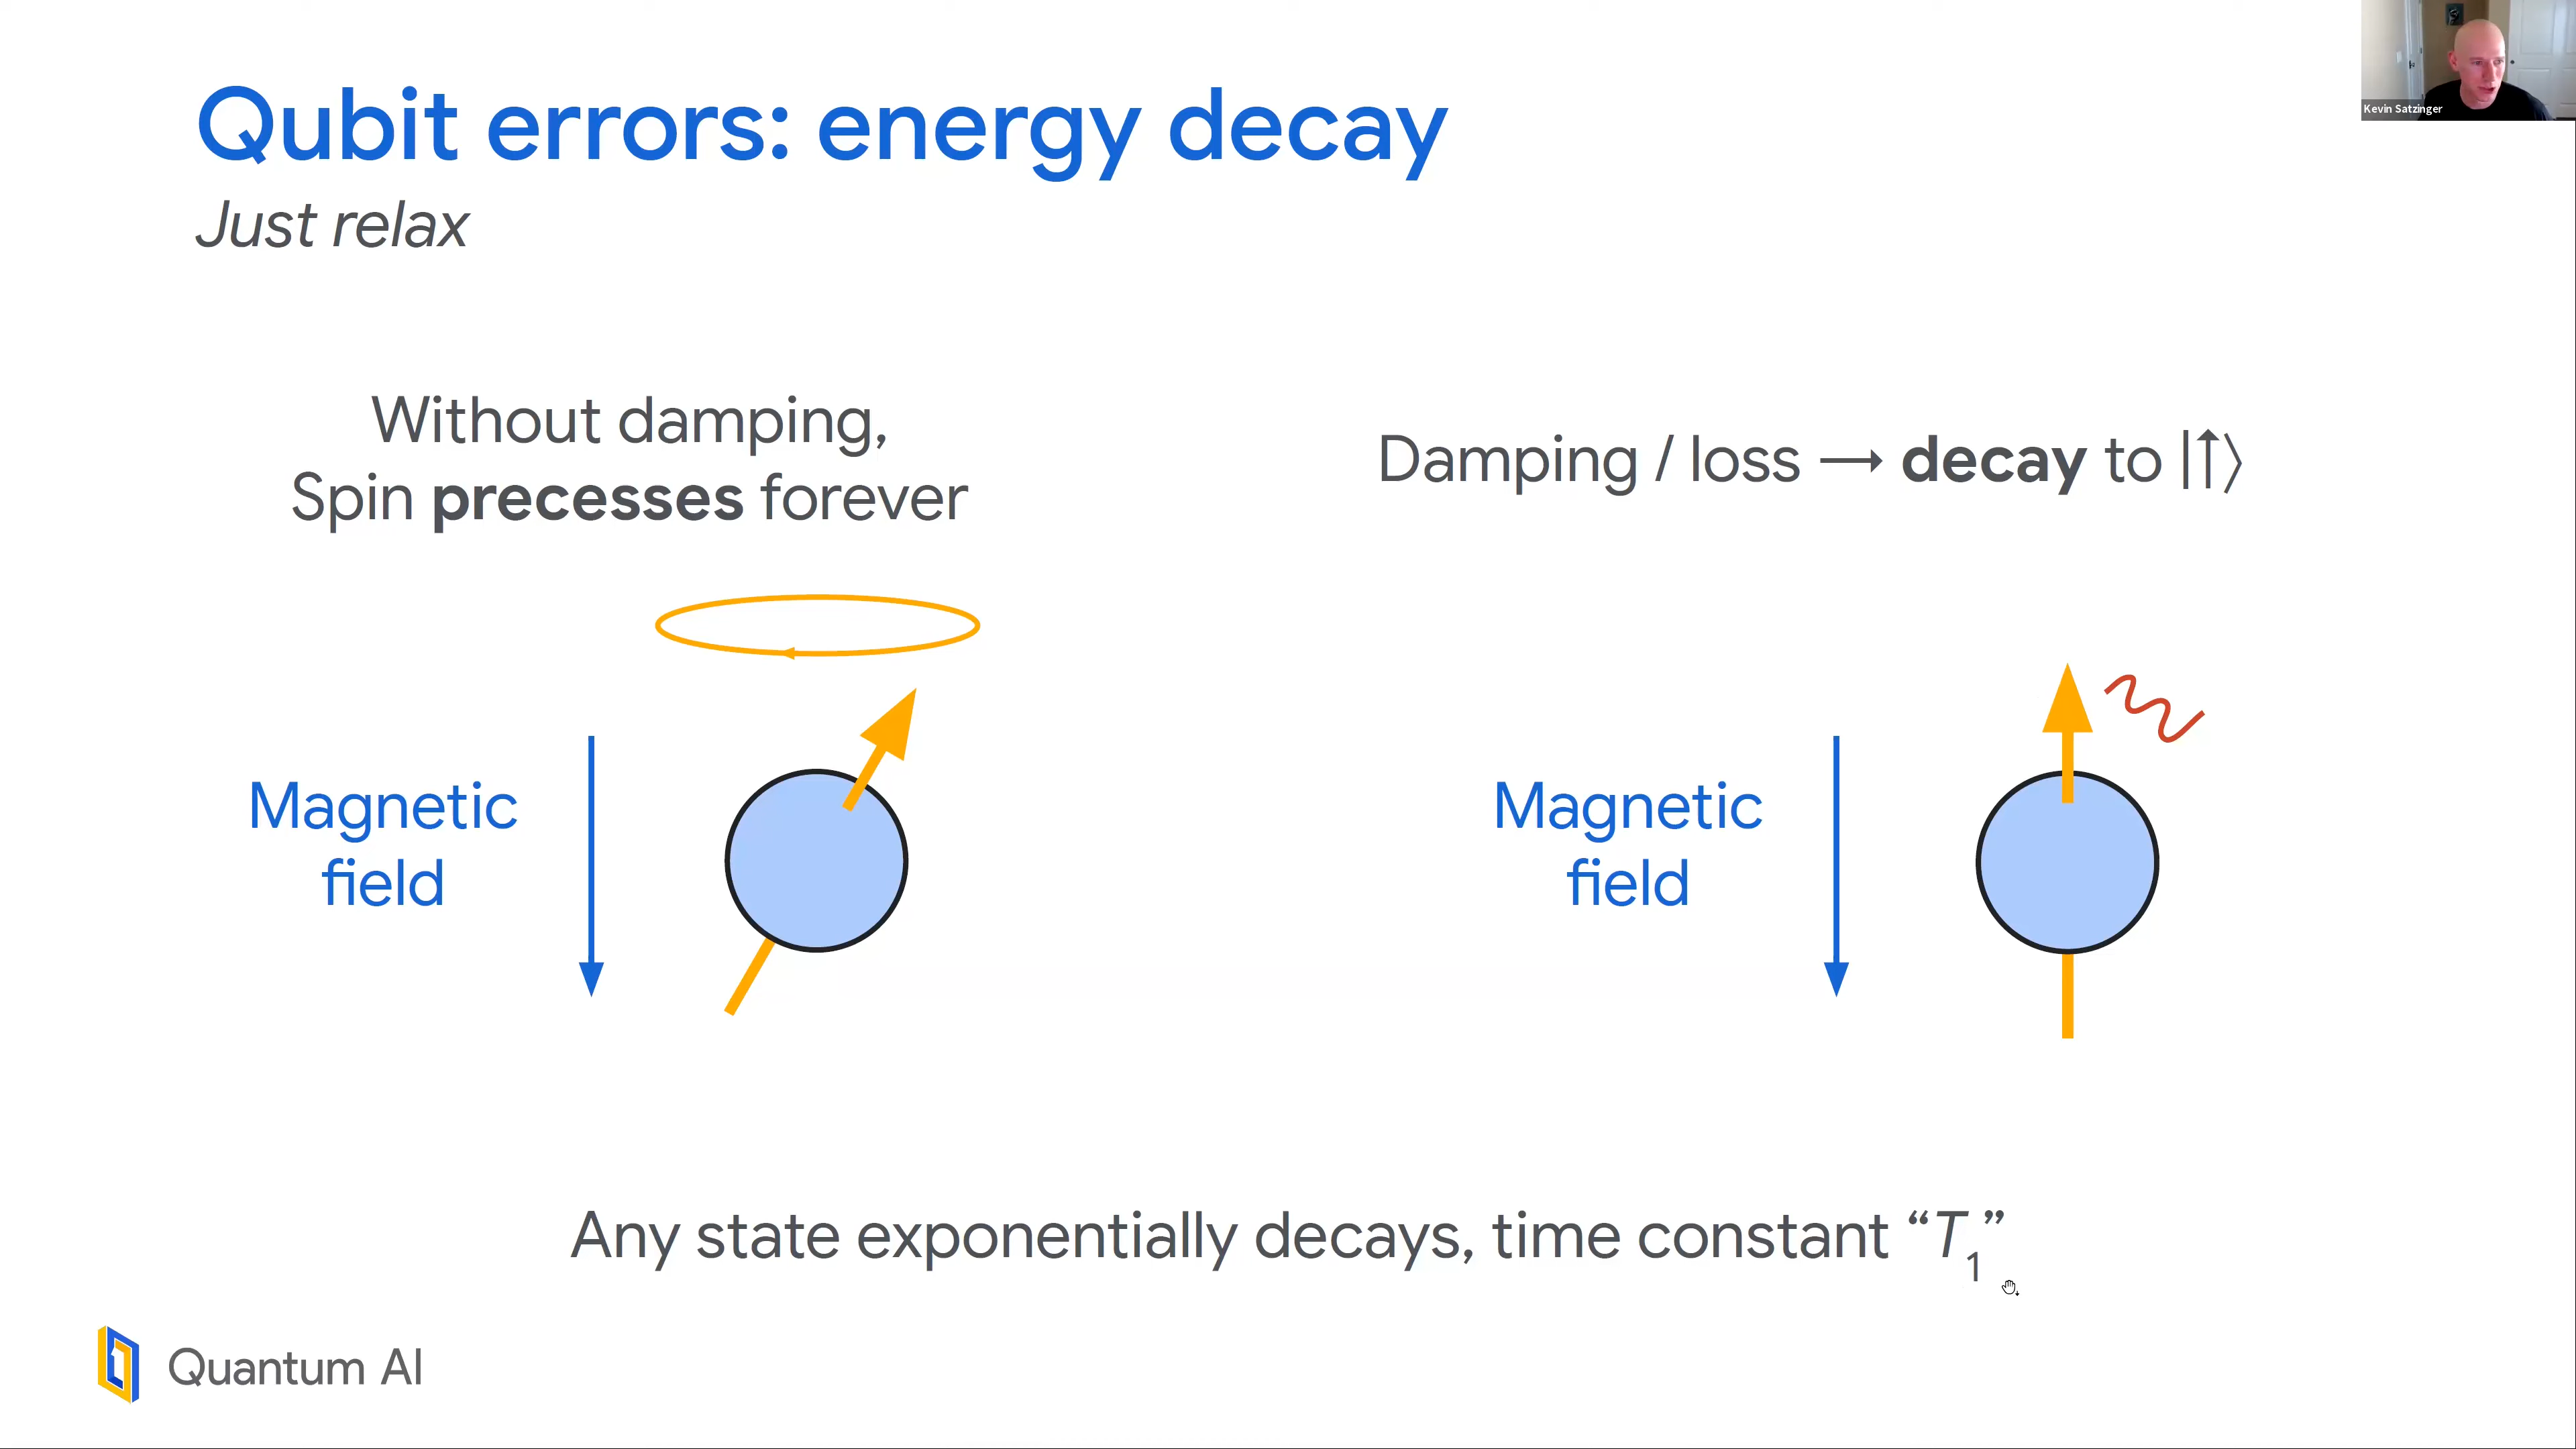 Kevin Satzinger
Qubit errors: energy decay
Just relax
Without damping,
Spin precesses forever
Magnetic
field
Damping / loss → decay to |↑⟩
Magnetic
field
Any state exponentially decays, time constant “T₁”
Quantum AI